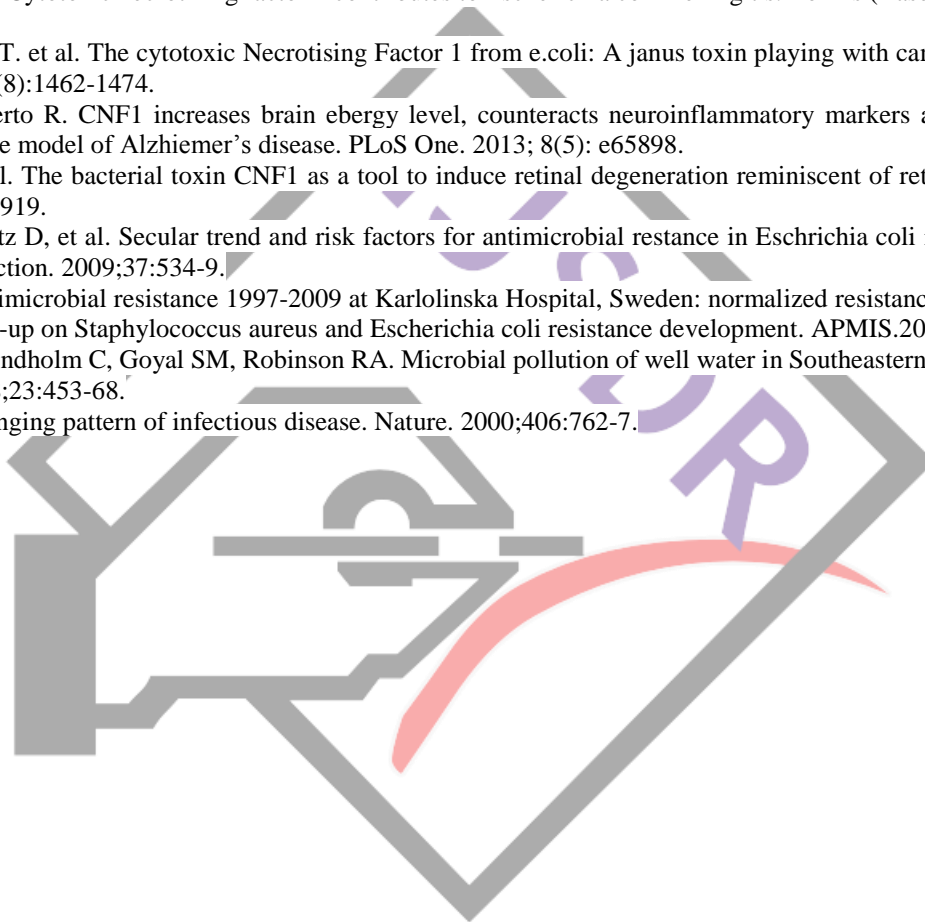 T. et al. The cytotoxic Necrotising Factor 1 from e.coli: A janus toxin playing with can
(8):1462-1474.
erto R. CNF1 increases brain ebergy level, counteracts neuroinflammatory markers a
e model of Alzhiemer's disease. PLoS One. 2013; 8(5): e65898.
l. The bacterial toxin CNF1 as a tool to induce retinal degeneration reminiscent of ret
919.
tz D, et al. Secular trend and risk factors for antimicrobial restance in Eschrichia coli
ction. 2009;37:534-9.
imicrobial resistance 1997-2009 at Karlolinska Hospital, Sweden: normalized resistanc
-up on Staphylococcus aureus and Escherichia coli resistance development. APMIS.20
ndholm C, Goyal SM, Robinson RA. Microbial pollution of well water in Southeastern
;23:453-68.
nging pattern of infectious disease. Nature. 2000;406:762-7.
IJSDR